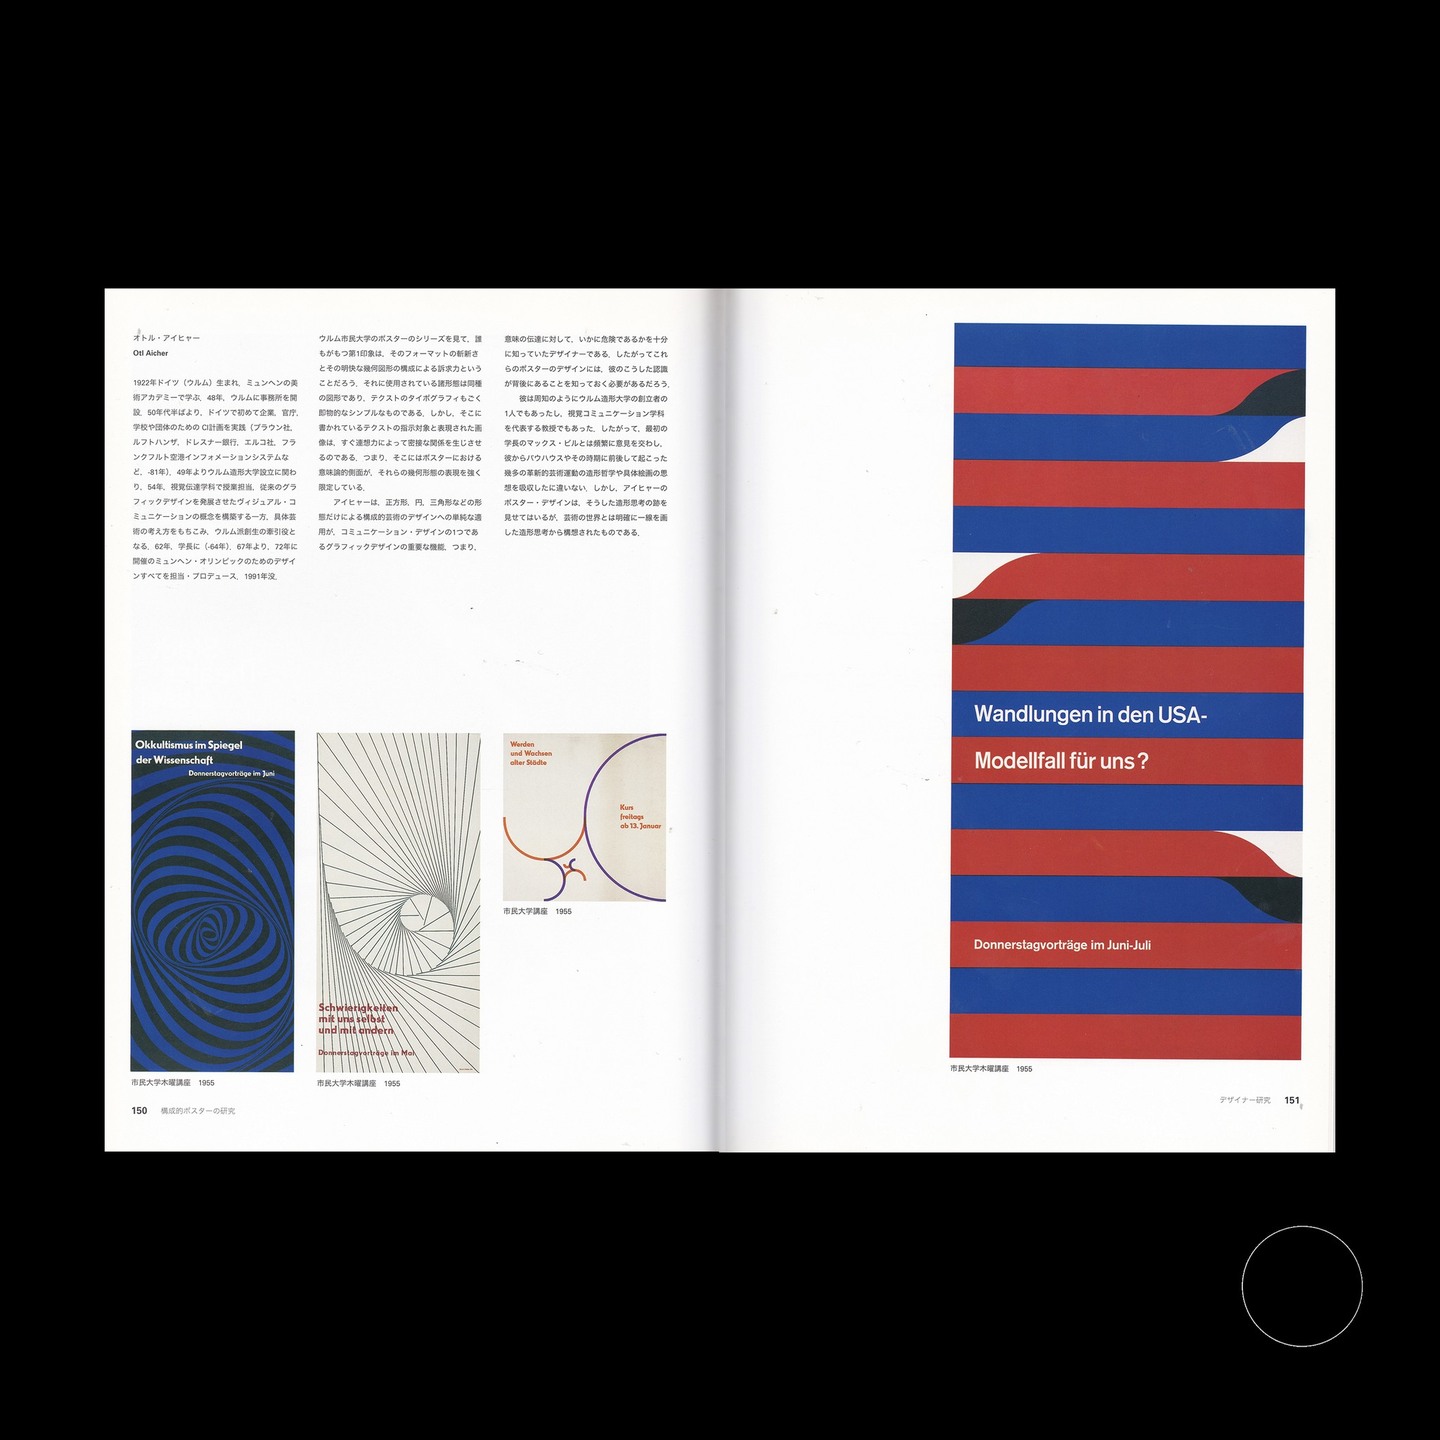 オトル・アイヒャー
Otl Aicher
1922年ドイツ（ウルム）生まれ，ミュンヘンの美
術アカデミーで学ぶ．48年，ウルムに事務所を開
設．50年代半ばより，ドイツで初めて企業，官庁，
学校や団体のための CI計画を実践（ブラウン社，
ルフトハンザ，ドレスナー銀行，エルコ社，フラ
ンクフルト空港インフォメーションシステムな
ど．-81年）．49年よりウルム造形大学設立に関わ
り，54年，視覚伝達学科で授業担当．従来のグラ
フィックデザインを発展させたヴィジュアル・コ
ミュニケーションの概念を構築する一方，具体芸
術の考え方をもちこみ，ウルム派創生の牽引役と
なる．62年，学長に（-64年）．67年より，72年に
開催のミュンヘン・オリンピックのためのデザイ
ンすべてを担当・プロデュース．1991年没．
ウルム市民大学のポスターのシリーズを見て，誰
もがもつ第1印象は，そのフォーマットの斬新さ
とその明快な幾何図形の構成による訴求力という
ことだろう．それに使用されている諸形態は同種
の図形であり，テクストのタイポグラフィもごく
即物的なシンプルなものである．しかし，そこに
書かれているテクストの指示対象と表現された画
像は，すぐ連想力によって密接な関係を生じさせ
るのである．つまり，そこにはポスターにおける
意味論的側面が，それらの幾何形態の表現を強く
限定している．
アイヒャーは，正方形，円，三角形などの形
態だけによる構成的芸術のデザインへの単純な適
用が，コミュニケーション・デザインの1つであ
るグラフィックデザインの重要な機能，つまり，
意味の伝達に対して，いかに危険であるかを十分
に知っていたデザイナーである．したがってこれ
らのポスターのデザインには，彼のこうした認識
が背後にあることを知っておく必要があるだろう．
彼は周知のようにウルム造形大学の創立者の
1人でもあったし，視覚コミュニケーション学科
を代表する教授でもあった．したがって，最初の
学長のマックス・ビルとは頻繁に意見を交わし，
彼からバウハウスやその時期に前後して起こった
幾多の革新的芸術運動の造形哲学や具体絵画の思
想を吸収したに違いない．しかし，アイヒャーの
ポスター・デザインは，そうした造形思考の跡を
見せてはいるが，芸術の世界とは明確に一線を画
した造形思考から構想されたものである．
Okkultismus im Spiegel
der Wissenschaft
Donnerstagvorträge im Juni
市民大学木曜講座　1955
Schwierigkeiten
mit uns selbst
und mit andern
Donnerstagvorträge im Mai
市民大学木曜講座　1955
Werden
und Wachsen
alter Städte
Kurs
freitags
ab 13. Januar
市民大学講座　1955
150　構成的ポスターの研究
Wandlungen in den USA-
Modellfall für uns?
Donnerstagvorträge im Juni-Juli
市民大学木曜講座　1955
デザイナー研究　151